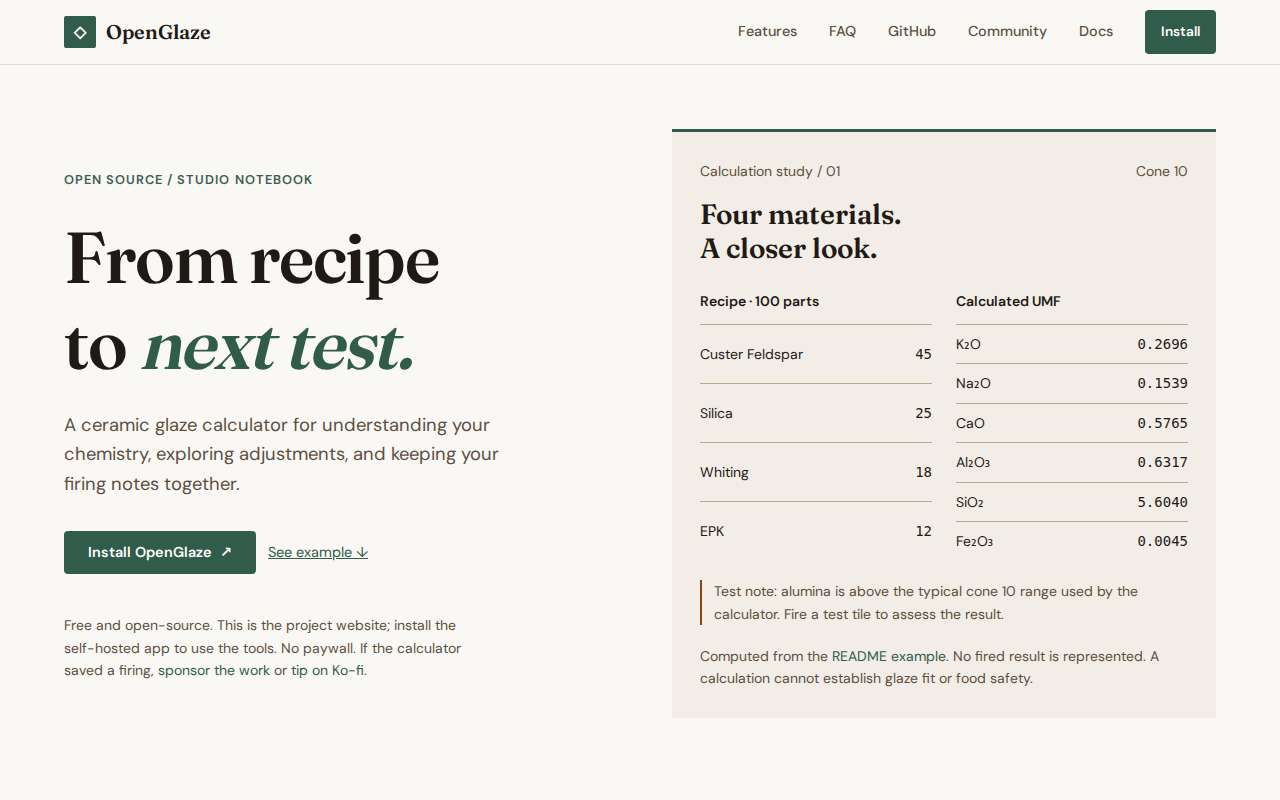 OpenGlaze
Features FAQ GitHub Community Docs Install
OPEN SOURCE / STUDIO NOTEBOOK
From recipe
to next test.
A ceramic glaze calculator for understanding your
chemistry, exploring adjustments, and keeping your
firing notes together.
Install OpenGlaze ↗ See example ↓
Free and open-source. This is the project website; install the
self-hosted app to use the tools. No paywall. If the calculator
saved a firing, sponsor the work or tip on Ko-fi.
Calculation study / 01 Cone 10
Four materials.
A closer look.
Recipe · 100 parts
Custer Feldspar 45
Silica 25
Whiting 18
EPK 12
Calculated UMF
K₂O 0.2696
Na₂O 0.1539
CaO 0.5765
Al₂O₃ 0.6317
SiO₂ 5.6040
Fe₂O₃ 0.0045
Test note: alumina is above the typical cone 10 range used by the
calculator. Fire a test tile to assess the result.
Computed from the README example. No fired result is represented. A
calculation cannot establish glaze fit or food safety.